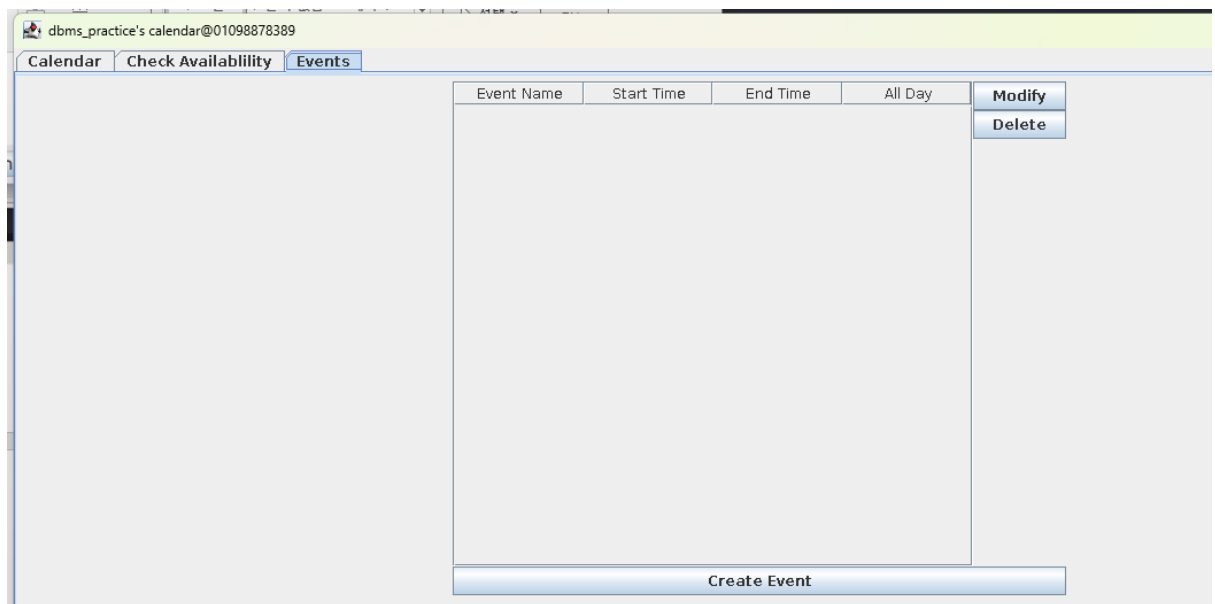 dbms_practice's calendar@01098878389
Calendar Check Availablility Events
Event Name Start Time End Time All Day Modify
Delete
Create Event